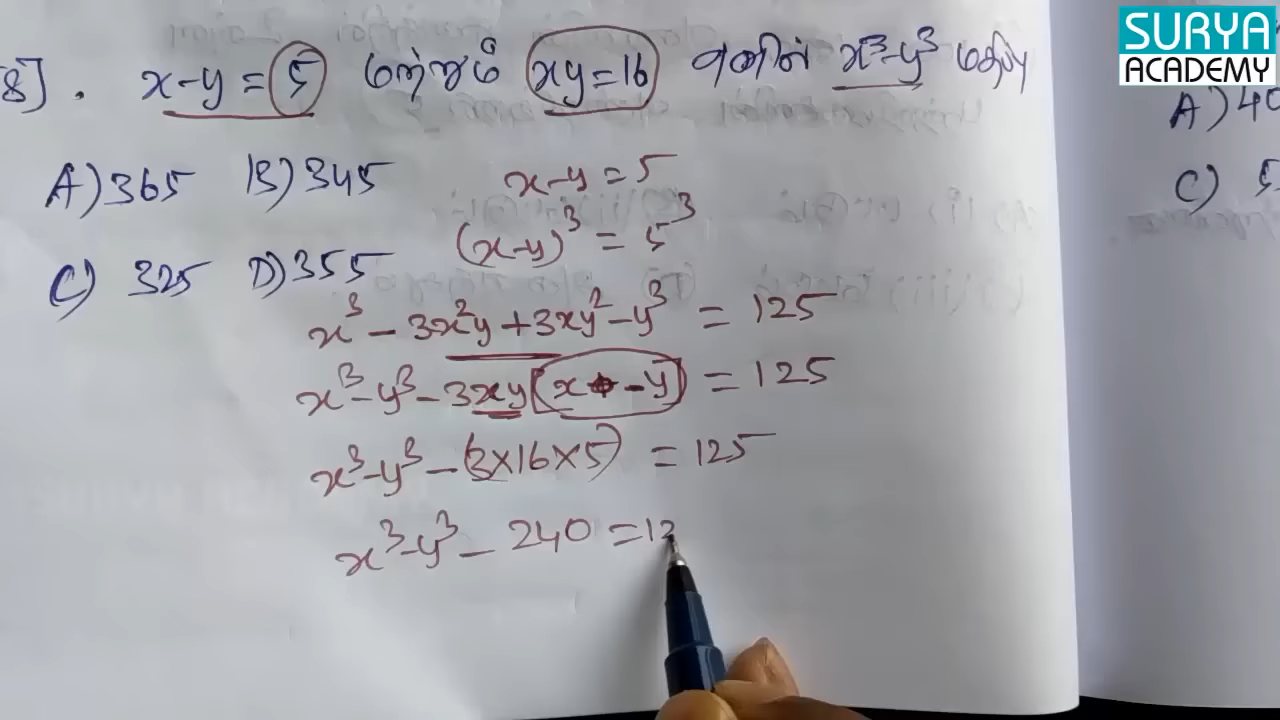 8]. x-y = 5 மற்றும் xy=16 எனில் x³-y³ மதிப்பு
A) 365 B) 345
C) 325 D) 355
x-y = 5
(x-y)³ = 5³
x³ - 3x²y + 3xy² - y³ = 125
x³-y³ - 3xy (x - y) = 125
x³-y³ - (3×16×5) = 125
x³-y³ - 240 = 12
SURYA
ACADEMY
A) 40
C) 5